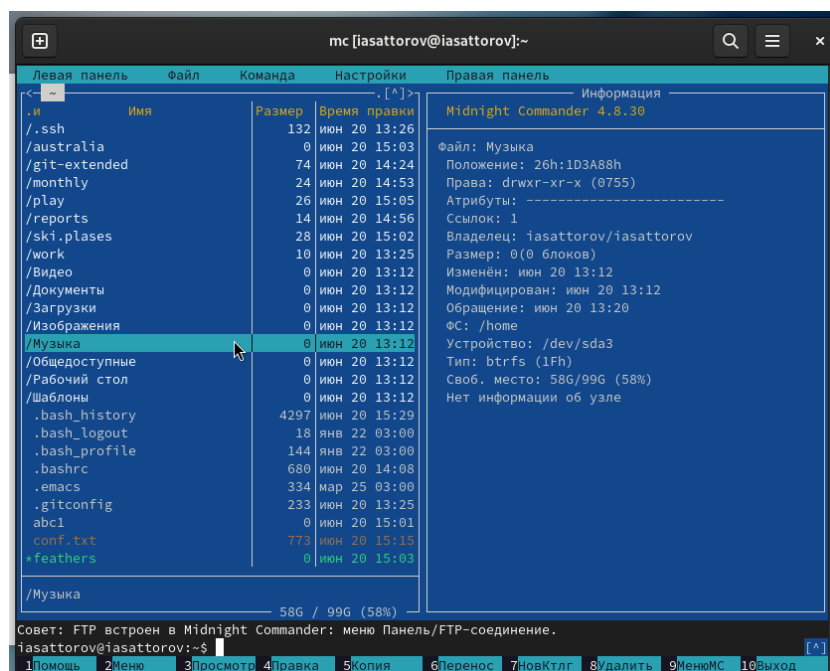 mc [iasattorov@iasattorov]:~
Левая панель Файл Команда Настройки Правая панель
<- ~ .[^]>
.и Имя Размер Время правки
/.ssh 132 июн 20 13:26
/australia 0 июн 20 15:03
/git-extended 74 июн 20 14:24
/monthly 24 июн 20 14:53
/play 26 июн 20 15:05
/reports 14 июн 20 14:56
/ski.plases 28 июн 20 15:02
/work 10 июн 20 13:25
/Видео 0 июн 20 13:12
/Документы 0 июн 20 13:12
/Загрузки 0 июн 20 13:12
/Изображения 0 июн 20 13:12
/Музыка 0 июн 20 13:12
/Общедоступные 0 июн 20 13:12
/Рабочий стол 0 июн 20 13:12
/Шаблоны 0 июн 20 13:12
.bash_history 4297 июн 20 15:29
.bash_logout 18 янв 22 03:00
.bash_profile 144 янв 22 03:00
.bashrc 680 июн 20 14:08
.emacs 334 мар 25 03:00
.gitconfig 233 июн 20 13:25
abc1 0 июн 20 15:01
conf.txt 773 июн 20 15:15
*feathers 0 июн 20 15:03
/Музыка
58G / 99G (58%)
Информация
Midnight Commander 4.8.30
Файл: Музыка
Положение: 26h:1D3A88h
Права: drwxr-xr-x (0755)
Атрибуты: -------------------------
Ссылок: 1
Владелец: iasattorov/iasattorov
Размер: 0(0 блоков)
Изменён: июн 20 13:12
Модифицирован: июн 20 13:12
Обращение: июн 20 13:20
ФС: /home
Устройство: /dev/sda3
Тип: btrfs (1Fh)
Своб. место: 58G/99G (58%)
Нет информации об узле
Совет: FTP встроен в Midnight Commander: меню Панель/FTP-соединение.
iasattorov@iasattorov:~$ [^]
1Помощь 2Меню 3Просмотр 4Правка 5Копия 6Перенос 7НовКтлг 8Удалить 9МенюМС 10Выход